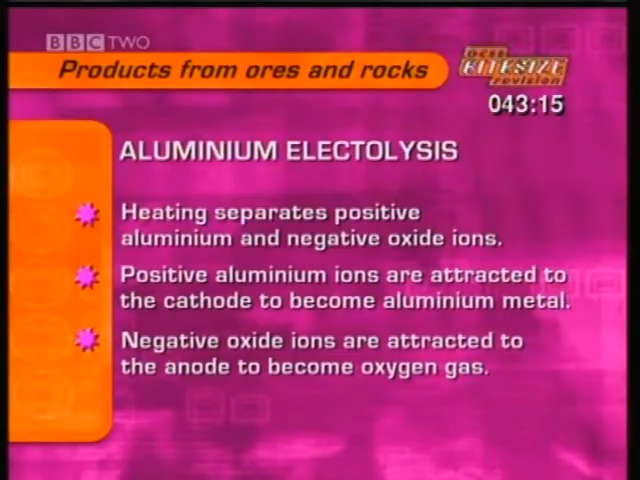 BBC TWO
Products from ores and rocks
GCSE
BITESIZE
revision
043:15
ALUMINIUM ELECTOLYSIS
Heating separates positive
aluminium and negative oxide ions.
Positive aluminium ions are attracted to
the cathode to become aluminium metal.
Negative oxide ions are attracted to
the anode to become oxygen gas.